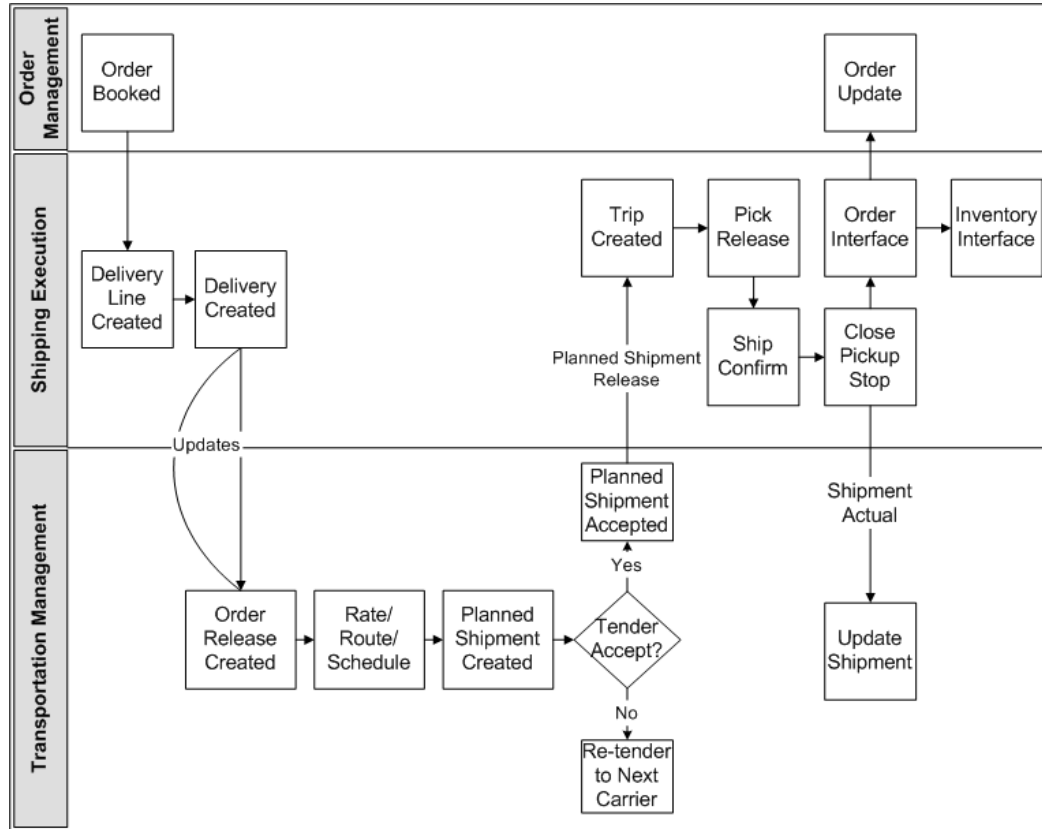 Order
Management
Order
Booked
Order
Update
Shipping Execution
Delivery
Line
Created
Delivery
Created
Trip
Created
Pick
Release
Order
Interface
Inventory
Interface
Ship
Confirm
Close
Pickup
Stop
Planned Shipment
Release
Updates
Transportation Management
Planned
Shipment
Accepted
Shipment
Actual
Yes
Order
Release
Created
Rate/
Route/
Schedule
Planned
Shipment
Created
Tender
Accept?
Update
Shipment
No
Re-tender
to Next
Carrier